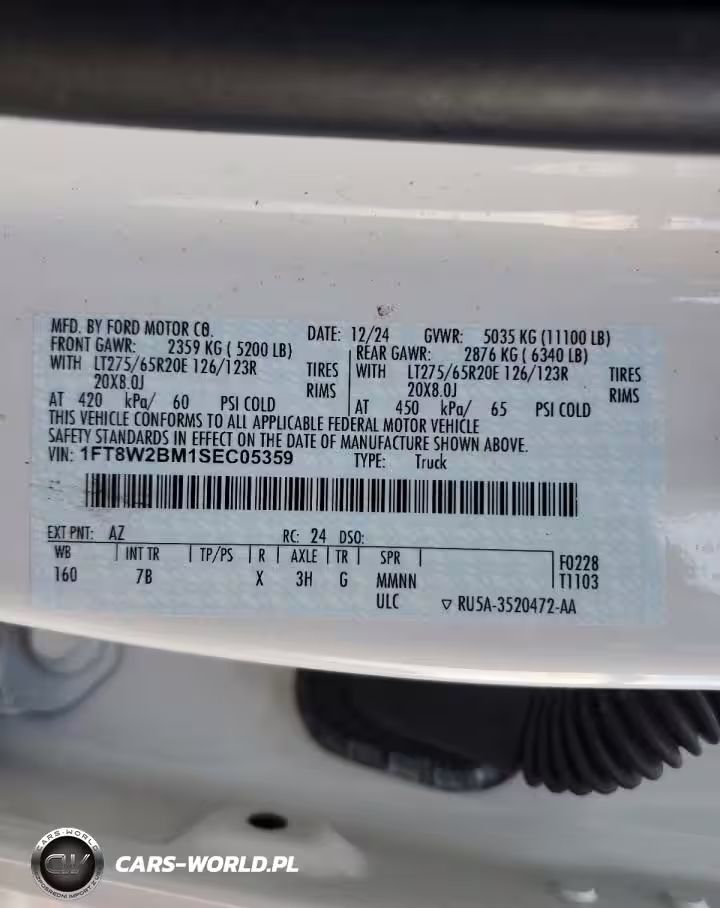 MFD. BY FORD MOTOR CO. DATE: 12/24 GVWR: 5035 KG (11100 LB)
FRONT GAWR: 2359 KG ( 5200 LB) REAR GAWR: 2876 KG ( 6340 LB)
WITH LT275/65R20E 126/123R TIRES WITH LT275/65R20E 126/123R TIRES
20X8.0J RIMS 20X8.0J RIMS
AT 420 kPa/ 60 PSI COLD AT 450 kPa/ 65 PSI COLD
THIS VEHICLE CONFORMS TO ALL APPLICABLE FEDERAL MOTOR VEHICLE
SAFETY STANDARDS IN EFFECT ON THE DATE OF MANUFACTURE SHOWN ABOVE.
VIN: 1FT8W2BM1SEC05359 TYPE: Truck
EXT PNT: AZ RC: 24 DSO:
WB INT TR TP/PS R AXLE TR SPR F0228
160 7B X 3H G MMNN T1103
ULC ▽ RU5A-3520472-AA
CARS-WORLD
CW
CARS-WORLD.PL